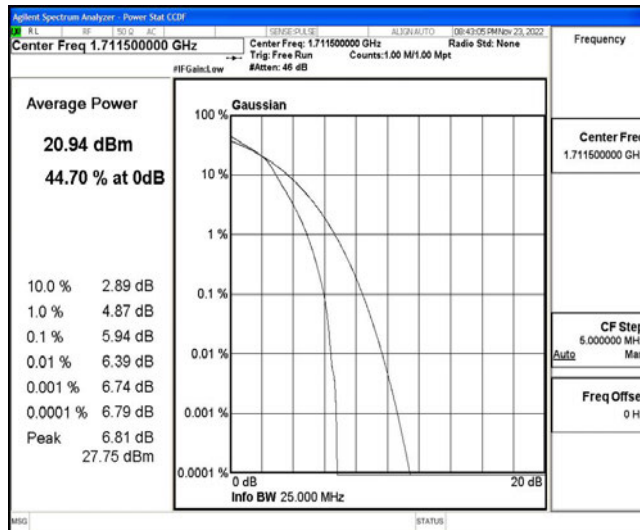 Agilent Spectrum Analyzer - Power Stat CCDF
RL RF 50 Ω AC SENSE:PULSE ALIGN AUTO 08:43:05 PM Nov 23, 2022
Center Freq 1.711500000 GHz
Center Freq: 1.711500000 GHz Radio Std: None
Trig: Free Run Counts:1.00 M/1.00 Mpt
#IFGain:Low #Atten: 46 dB
Frequency
Average Power
20.94 dBm
44.70 % at 0dB
10.0 % 2.89 dB
1.0 % 4.87 dB
0.1 % 5.94 dB
0.01 % 6.39 dB
0.001 % 6.74 dB
0.0001 % 6.79 dB
Peak 6.81 dB
27.75 dBm
Gaussian
100 %
10 %
1 %
0.1 %
0.01 %
0.001 %
0.0001 %
0 dB 20 dB
Info BW 25.000 MHz
Center Freq
1.711500000 GH
CF Step
5.000000 MH
Auto Ma
Freq Offse
0 H
MSG STATUS